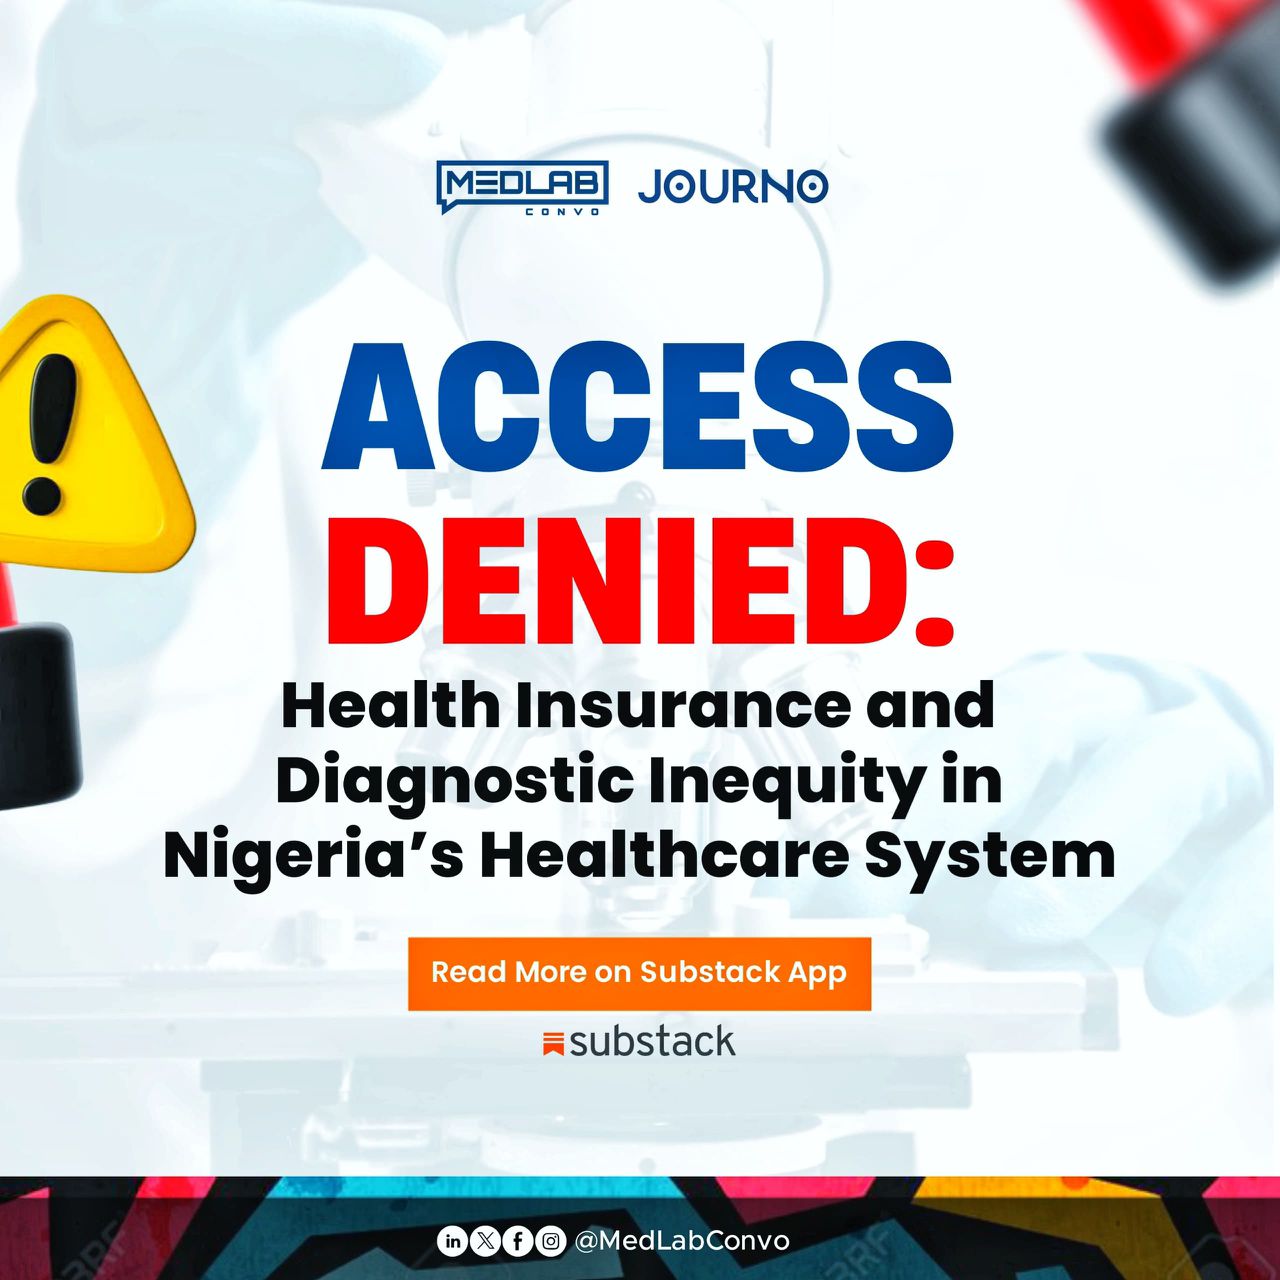 MEDLAB
CONVO
JOURNO
ACCESS
DENIED:
Health Insurance and
Diagnostic Inequity in
Nigeria’s Healthcare System
Read More on Substack App
substack
@MedLabConvo